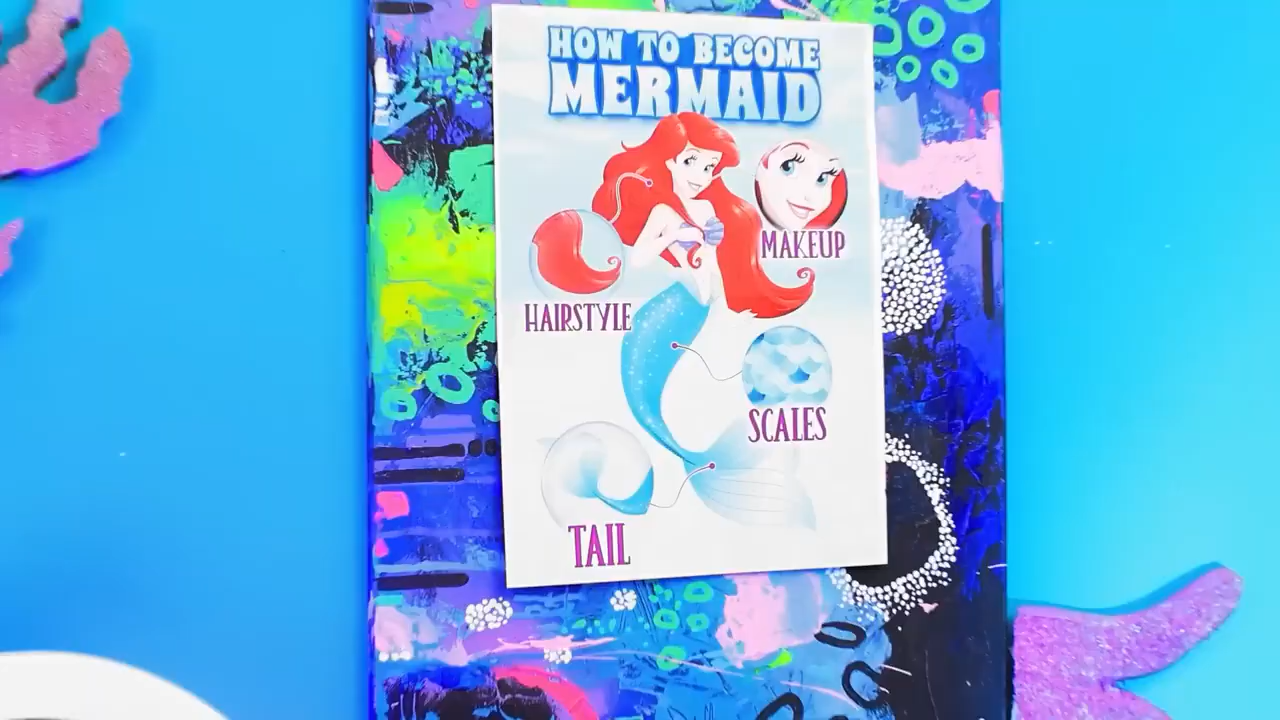 HOW TO BECOME
MERMAID
MAKEUP
HAIRSTYLE
SCALES
TAIL